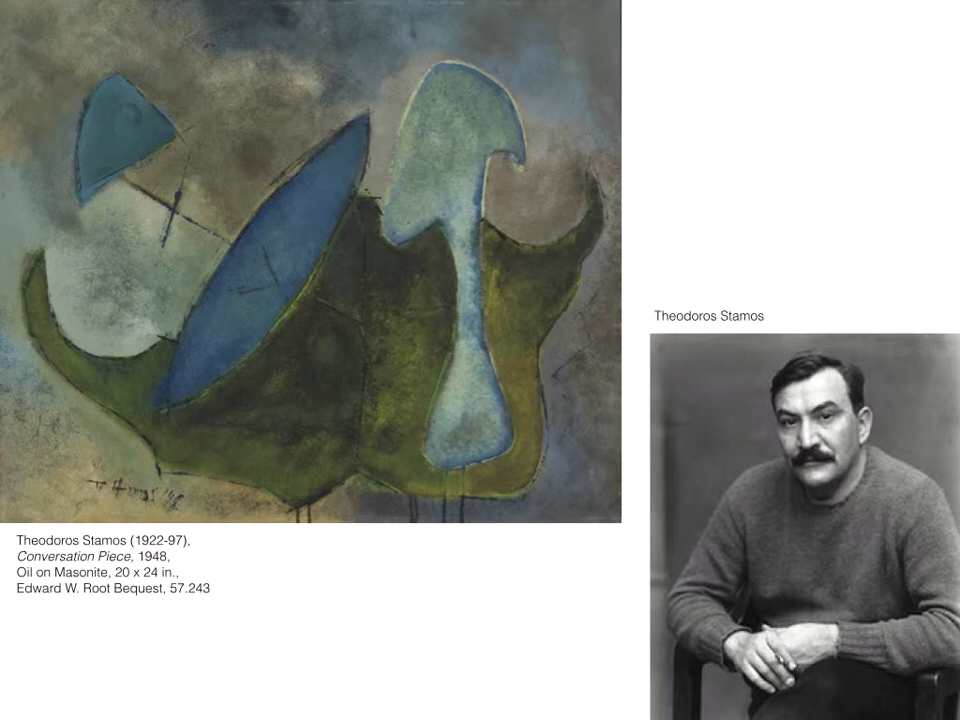 Theodoros Stamos
Theodoros Stamos (1922-97),
Conversation Piece, 1948,
Oil on Masonite, 20 x 24 in.,
Edward W. Root Bequest, 57.243